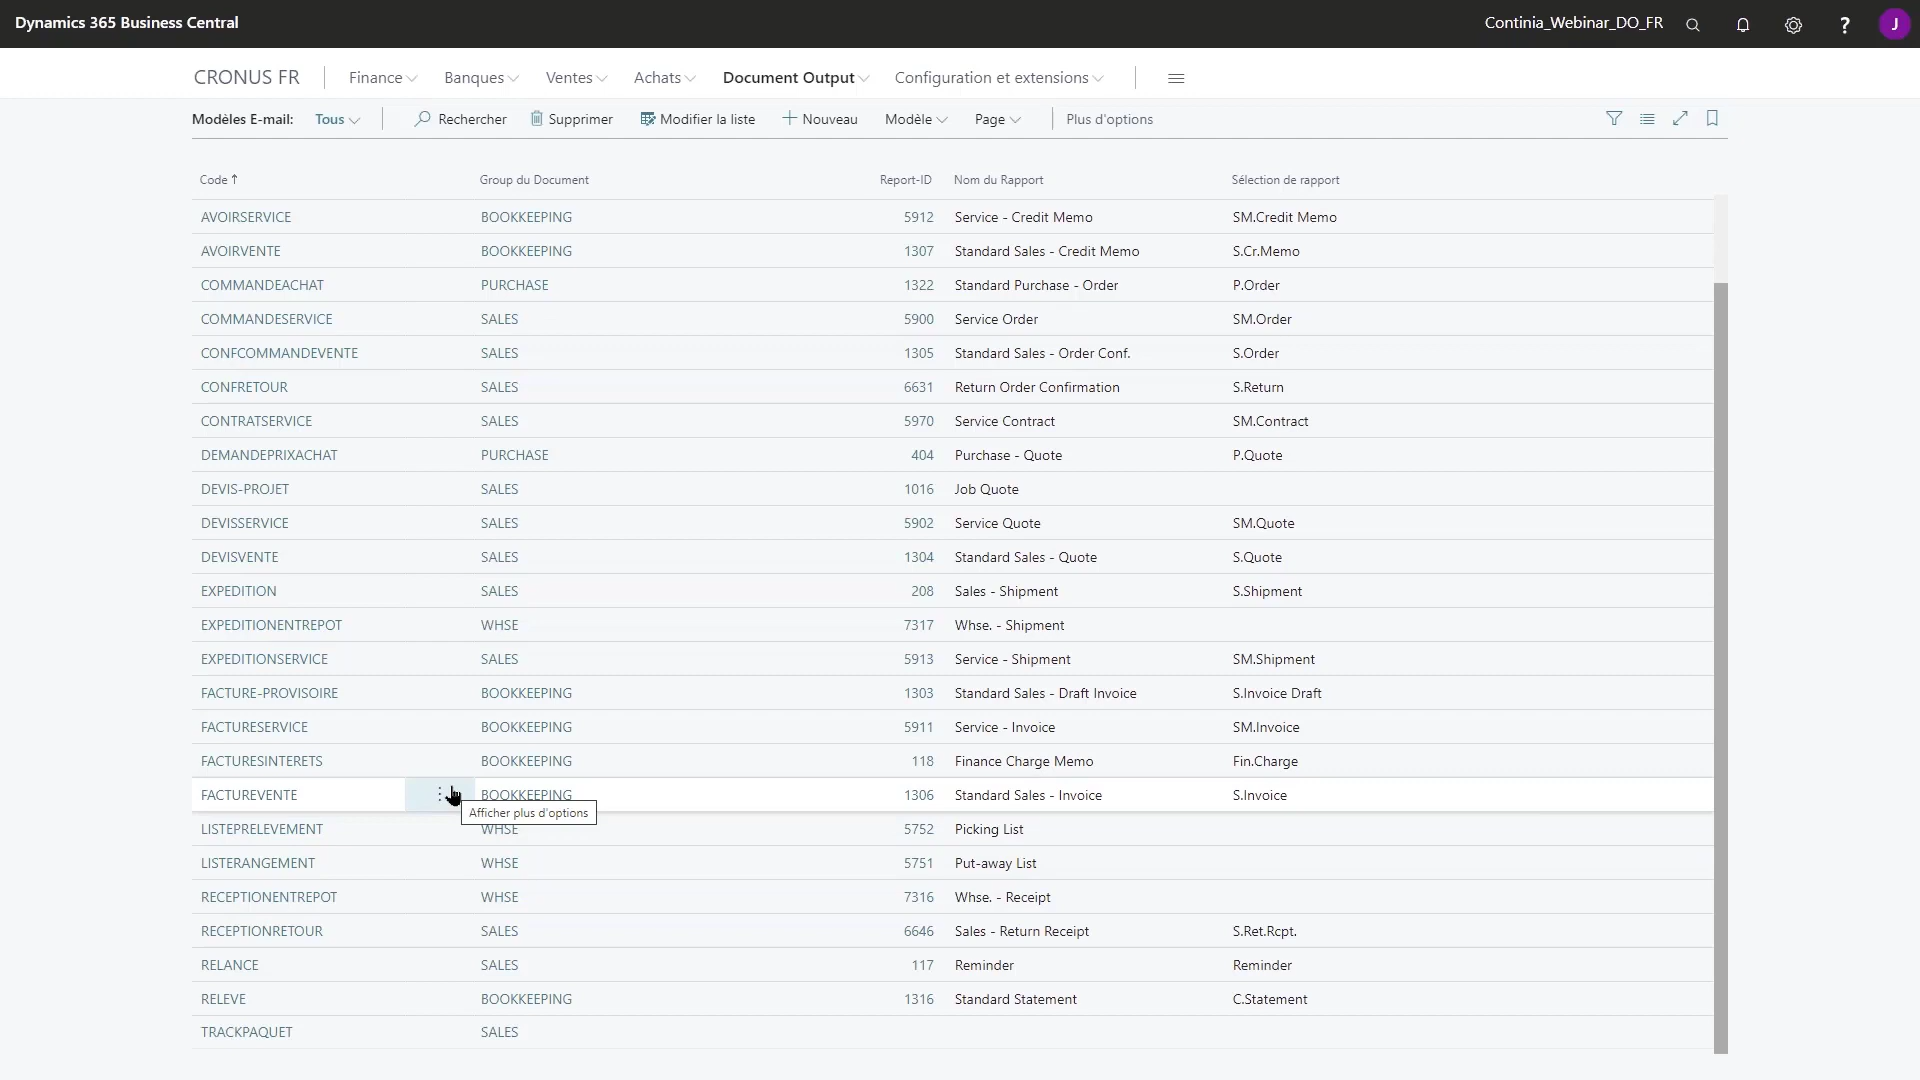 Dynamics 365 Business Central
Continia_Webinar_DO_FR
?
J
CRONUS FR
Finance
Banques
Ventes
Achats
Document Output
Configuration et extensions
Modèles E-mail:
Tous
Rechercher
Supprimer
Modifier la liste
Nouveau
Modèle
Page
Plus d'options
Code ↑ Group du Document Report-ID Nom du Rapport Sélection de rapport
AVOIRSERVICE BOOKKEEPING 5912 Service - Credit Memo SM.Credit Memo
AVOIRVENTE BOOKKEEPING 1307 Standard Sales - Credit Memo S.Cr.Memo
COMMANDEACHAT PURCHASE 1322 Standard Purchase - Order P.Order
COMMANDESERVICE SALES 5900 Service Order SM.Order
CONFCOMMANDEVENTE SALES 1305 Standard Sales - Order Conf. S.Order
CONFRETOUR SALES 6631 Return Order Confirmation S.Return
CONTRATSERVICE SALES 5970 Service Contract SM.Contract
DEMANDEPRIXACHAT PURCHASE 404 Purchase - Quote P.Quote
DEVIS-PROJET SALES 1016 Job Quote
DEVISSERVICE SALES 5902 Service Quote SM.Quote
DEVISVENTE SALES 1304 Standard Sales - Quote S.Quote
EXPEDITION SALES 208 Sales - Shipment S.Shipment
EXPEDITIONENTREPOT WHSE 7317 Whse. - Shipment
EXPEDITIONSERVICE SALES 5913 Service - Shipment SM.Shipment
FACTURE-PROVISOIRE BOOKKEEPING 1303 Standard Sales - Draft Invoice S.Invoice Draft
FACTURESERVICE BOOKKEEPING 5911 Service - Invoice SM.Invoice
FACTURESINTERETS BOOKKEEPING 118 Finance Charge Memo Fin.Charge
FACTUREVENTE BOOKKEEPING 1306 Standard Sales - Invoice S.Invoice
Afficher plus d'options
LISTEPRELEVEMENT WHSE 5752 Picking List
LISTERANGEMENT WHSE 5751 Put-away List
RECEPTIONENTREPOT WHSE 7316 Whse. - Receipt
RECEPTIONRETOUR SALES 6646 Sales - Return Receipt S.Ret.Rcpt.
RELANCE SALES 117 Reminder Reminder
RELEVE BOOKKEEPING 1316 Standard Statement C.Statement
TRACKPAQUET SALES